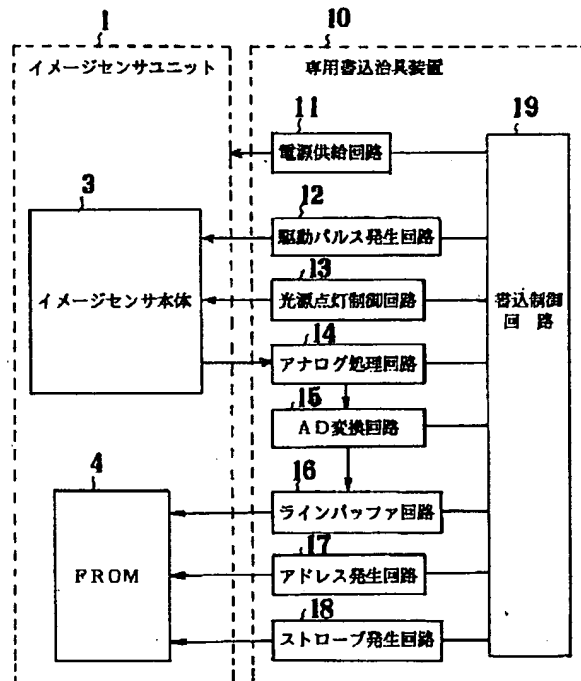 1
イメージセンサユニット
10
専用書込治具装置
11
電源供給回路
19
書込制御
回路
3
イメージセンサ本体
12
駆動パルス発生回路
13
光源点灯制御回路
14
アナログ処理回路
15
AD変換回路
4
FROM
16
ラインバッファ回路
17
アドレス発生回路
18
ストローブ発生回路